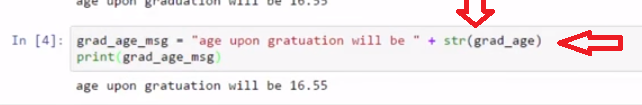 age upon graduation will be 16.55
In [4]: grad_age_msg = "age upon gratuation will be " + str(grad_age)
print(grad_age_msg)
age upon gratuation will be 16.55